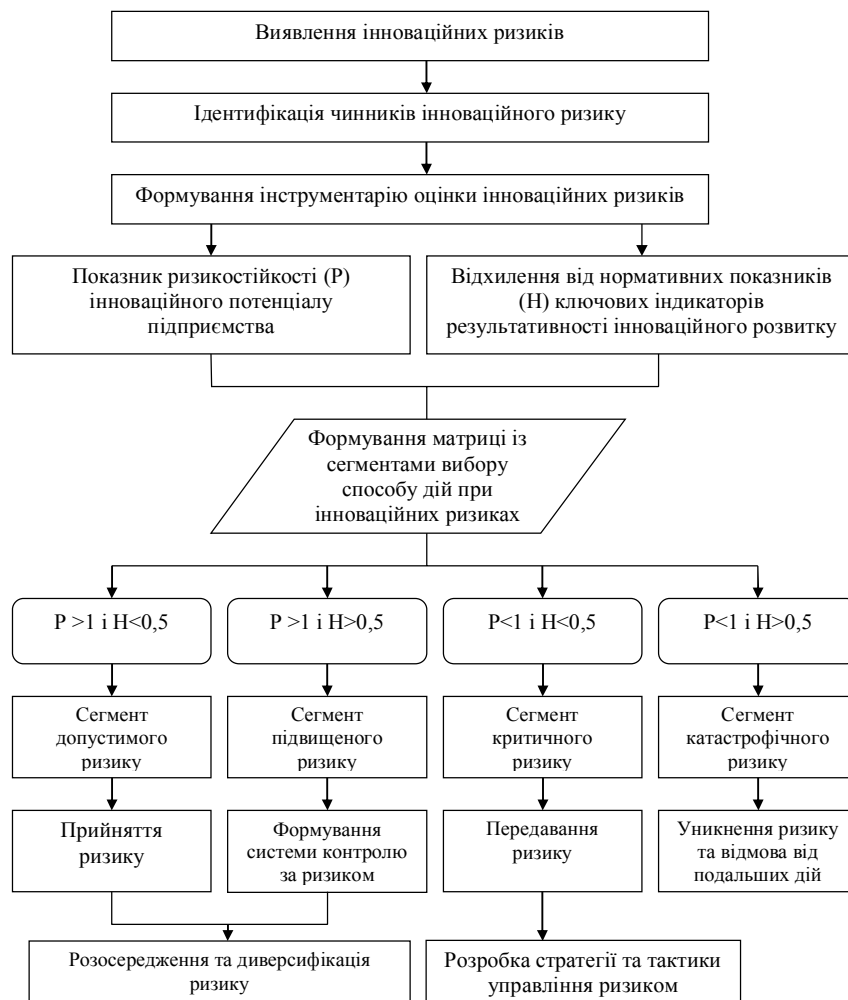 Виявлення інноваційних ризиків
Ідентифікація чинників інноваційного ризику
Формування інструментарію оцінки інноваційних ризиків
Показник ризикостійкості (Р)
інноваційного потенціалу
підприємства
Відхилення від нормативних показників
(Н) ключових індикаторів
результативності інноваційного розвитку
Формування матриці із
сегментами вибору
способу дій при
інноваційних ризиках
Р >1 і Н<0,5
Р >1 і Н>0,5
Р<1 і Н<0,5
Р<1 і Н>0,5
Сегмент
допустимого
ризику
Сегмент
підвищеного
ризику
Сегмент
критичного
ризику
Сегмент
катастрофічного
ризику
Прийняття
ризику
Формування
системи контролю
за ризиком
Передавання
ризику
Уникнення ризику
та відмова від
подальших дій
Розосередження та диверсифікація
ризику
Розробка стратегії та тактики
управління ризиком